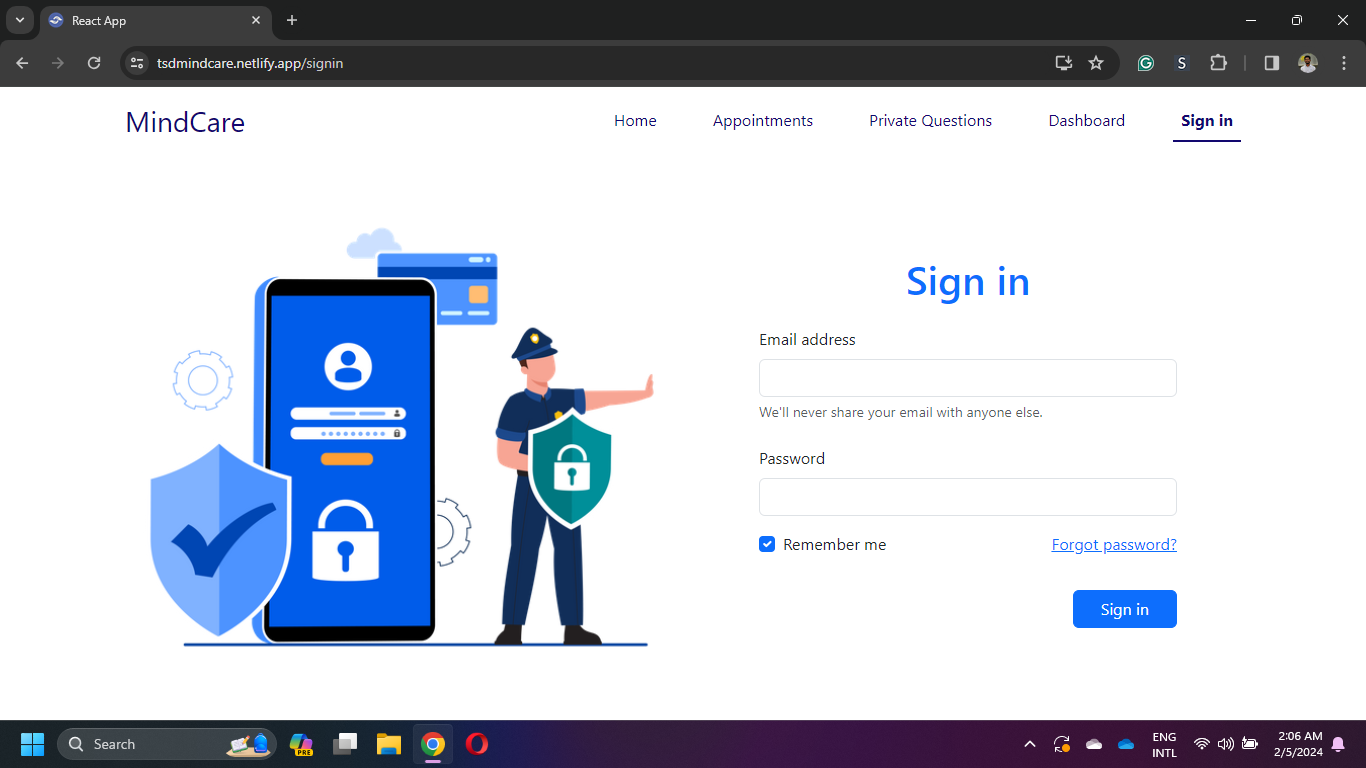 React App
tsdmindcare.netlify.app/signin
S
MindCare
Home
Appointments
Private Questions
Dashboard
Sign in
Sign in
Email address
We'll never share your email with anyone else.
Password
Remember me
Forgot password?
Sign in
Search
PRE
ENG
INTL
2:06 AM
2/5/2024